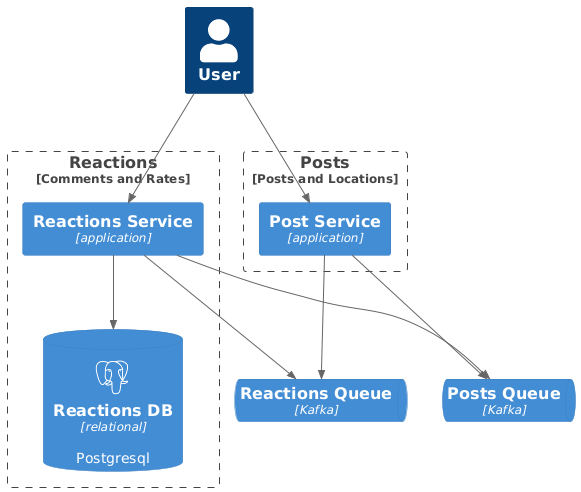 User
Reactions
[Comments and Rates]
Posts
[Posts and Locations]
Reactions Service
[application]
Post Service
[application]
Reactions DB
[relational]
Postgresql
Reactions Queue
[Kafka]
Posts Queue
[Kafka]